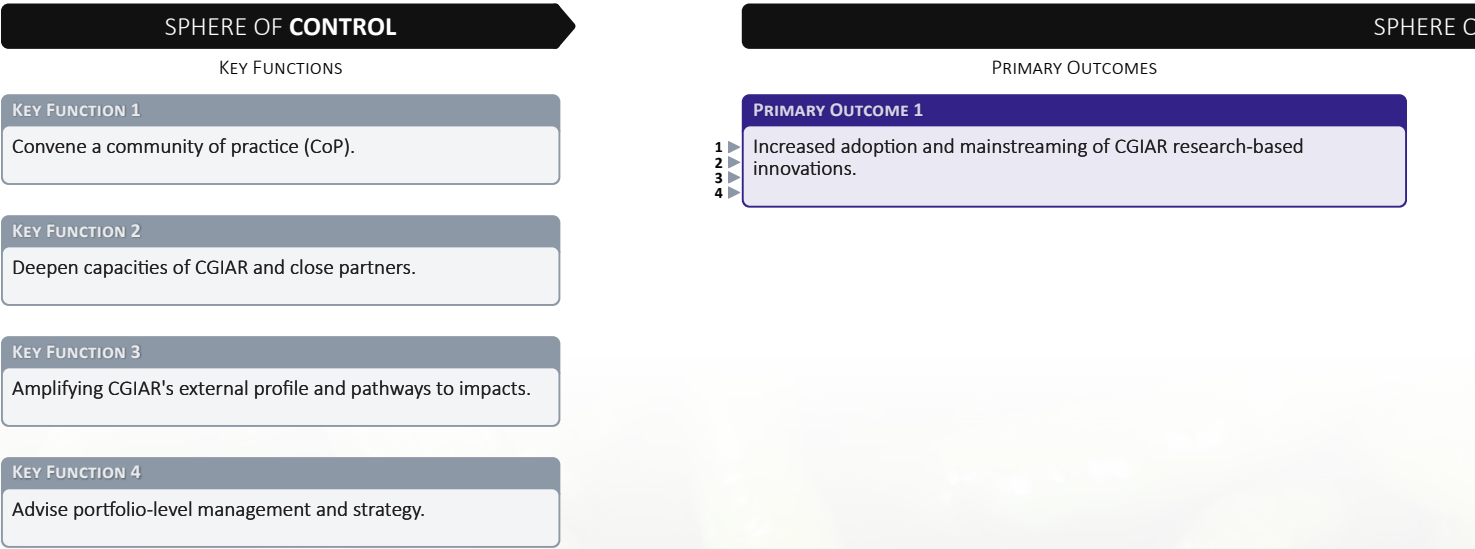 SPHERE OF CONTROL
KEY FUNCTIONS
KEY FUNCTION 1
Convene a community of practice (CoP).
KEY FUNCTION 2
Deepen capacities of CGIAR and close partners.
KEY FUNCTION 3
Amplifying CGIAR's external profile and pathways to impacts.
KEY FUNCTION 4
Advise portfolio-level management and strategy.
SPHERE O
PRIMARY OUTCOMES
PRIMARY OUTCOME 1
1
2
3
4
Increased adoption and mainstreaming of CGIAR research-based
innovations.